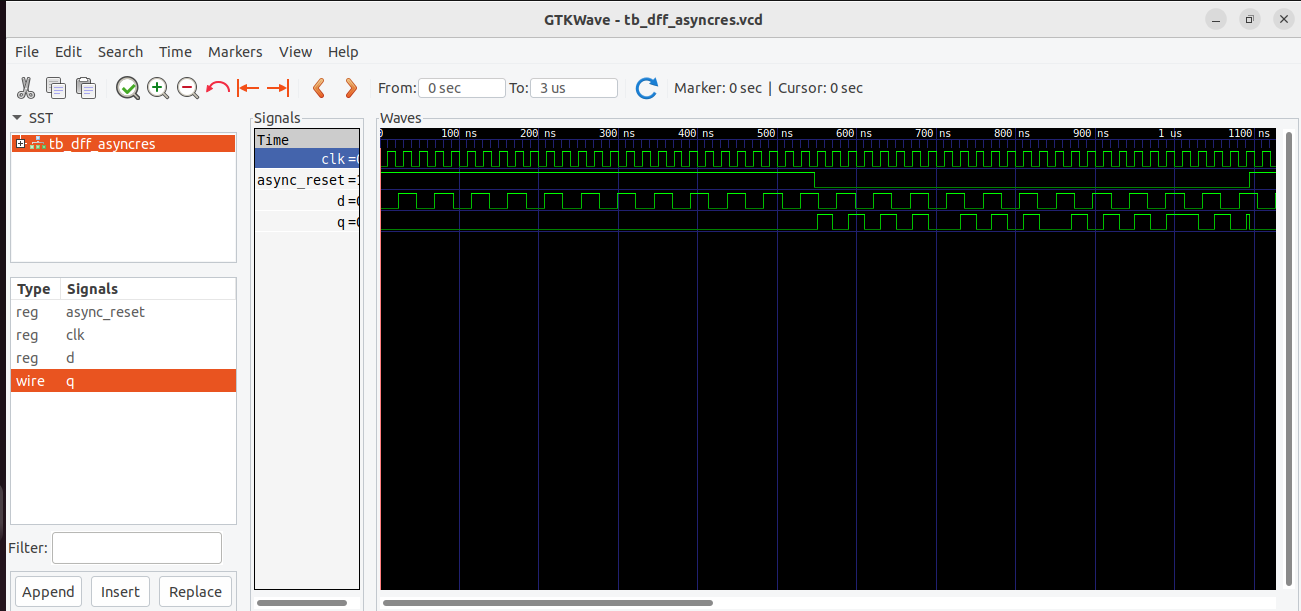 GTKWave - tb_dff_asyncres.vcd
File Edit Search Time Markers View Help
From: 0 sec To: 3 us Marker: 0 sec | Cursor: 0 sec
SST
tb_dff_asyncres
Type Signals
reg async_reset
reg clk
reg d
wire q
Filter:
Append Insert Replace
Signals
Time
clk =0
async_reset =1
d =0
q =0
Waves
0 100 ns 200 ns 300 ns 400 ns 500 ns 600 ns 700 ns 800 ns 900 ns 1 us 1100 ns